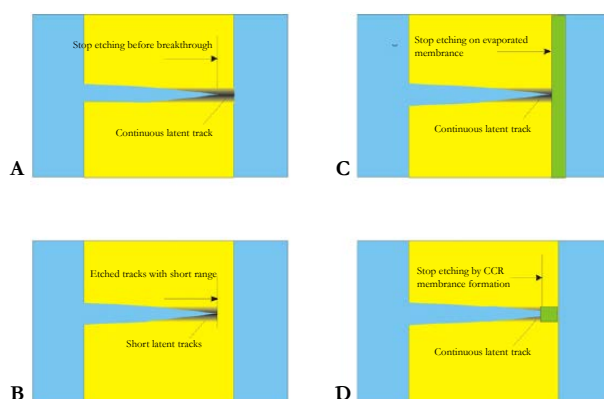 Stop etching before breakthrough
Continuous latent track
A
Stop etching on evaporated
membrance
Continuous latent track
C
Etched tracks with short range
Short latent tracks
B
Stop etching by CCR
membrance formation
Continuous latent track
D